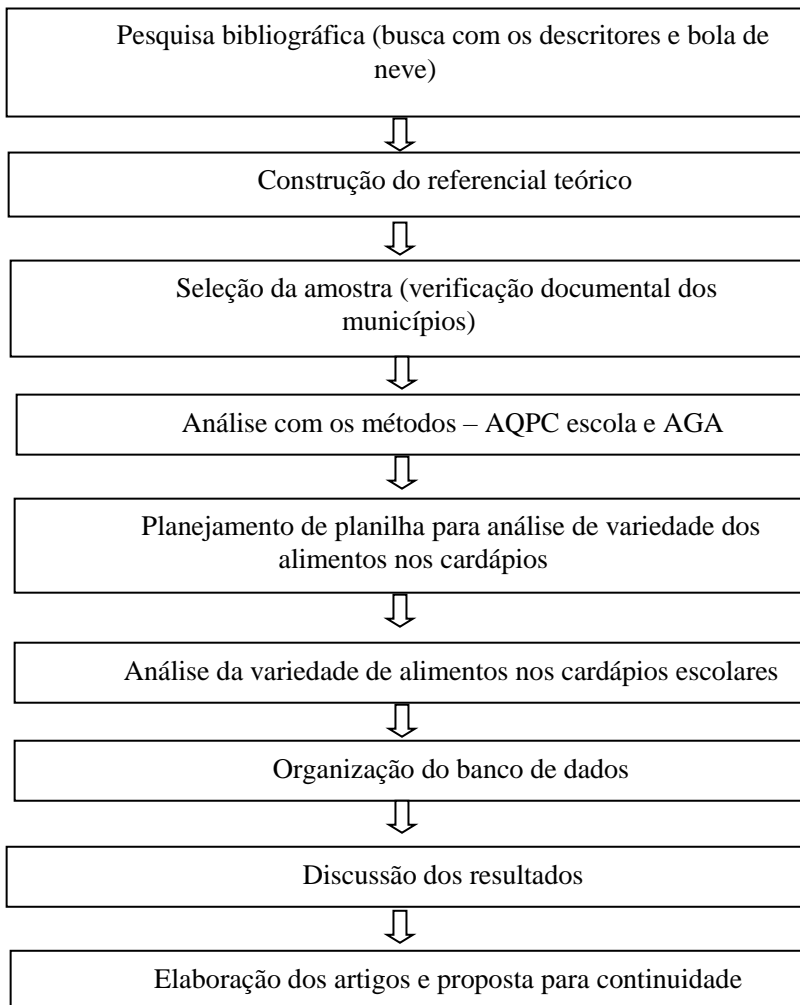 Pesquisa bibliográfica (busca com os descritores e bola de
neve)
Construção do referencial teórico
Seleção da amostra (verificação documental dos
municípios)
Análise com os métodos – AQPC escola e AGA
Planejamento de planilha para análise de variedade dos
alimentos nos cardápios
Análise da variedade de alimentos nos cardápios escolares
Organização do banco de dados
Discussão dos resultados
Elaboração dos artigos e proposta para continuidade